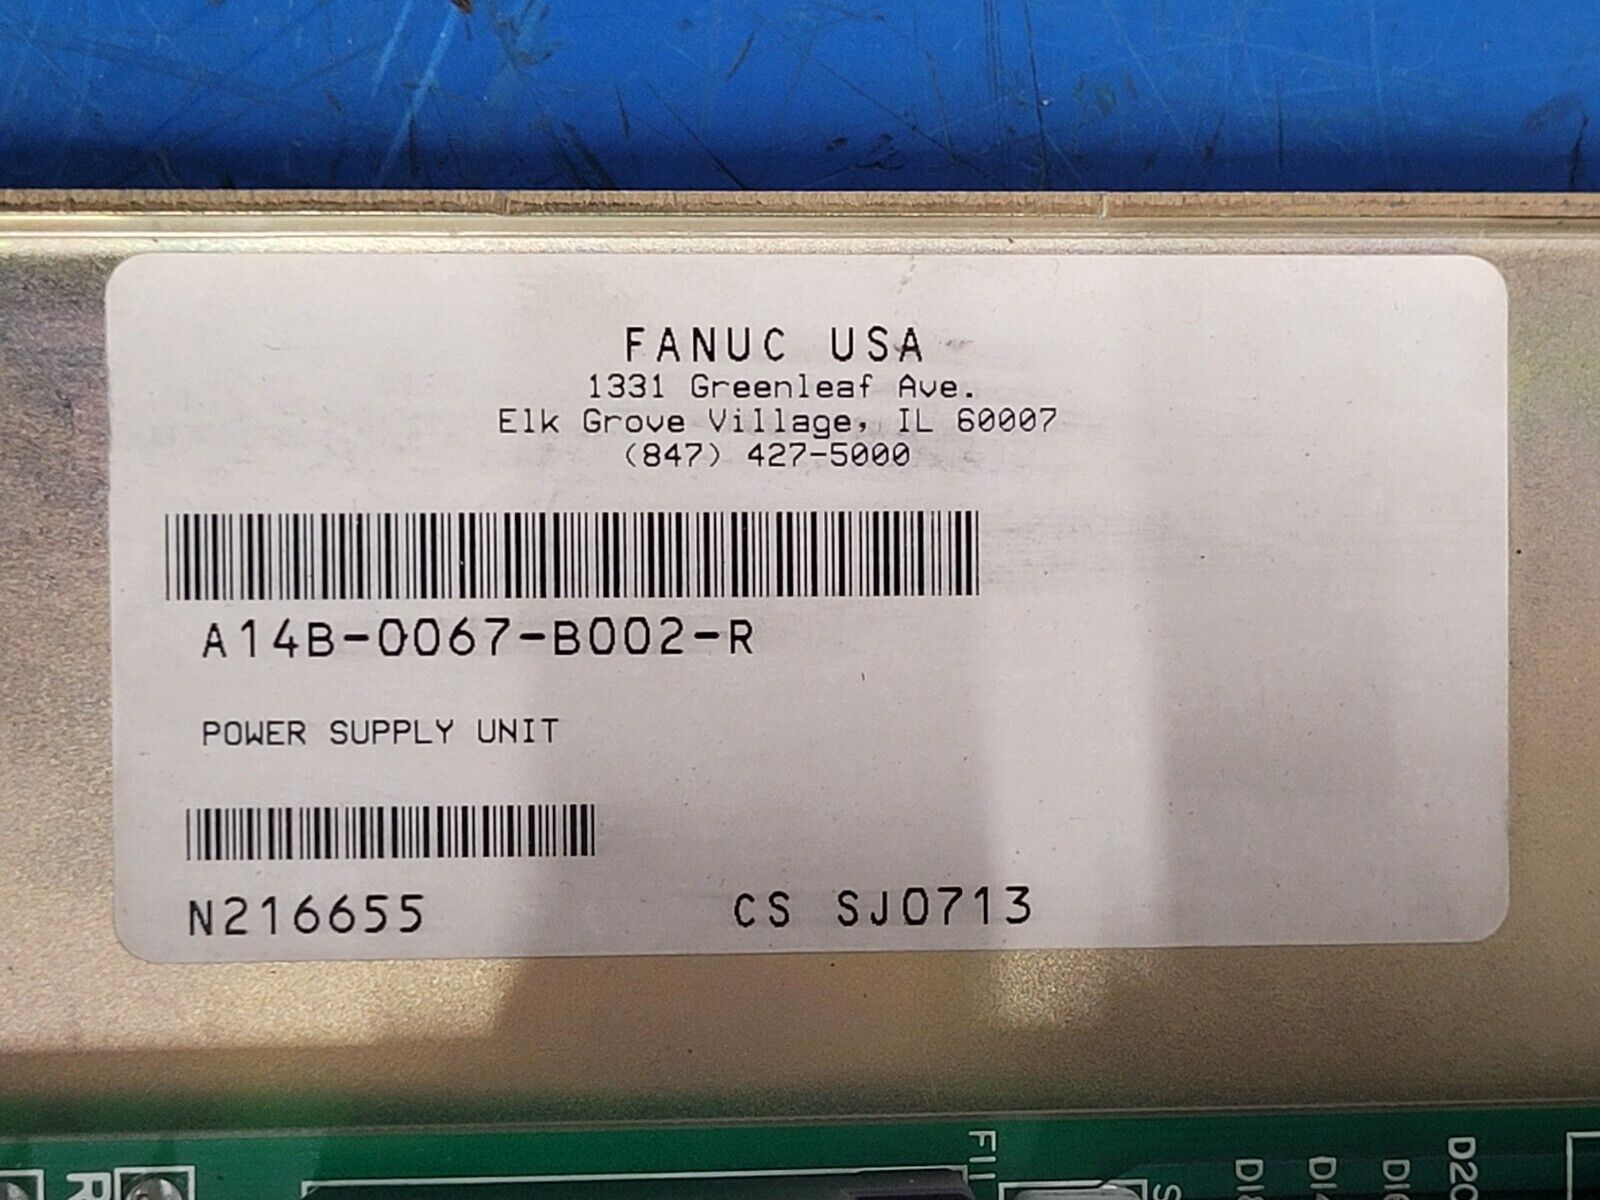 FANUC USA
1331 Greenleaf Ave.
Elk Grove Village, IL 60007
(847) 427-5000
A14B-0067-B002-R
POWER SUPPLY UNIT
N216655
CS SJ0713